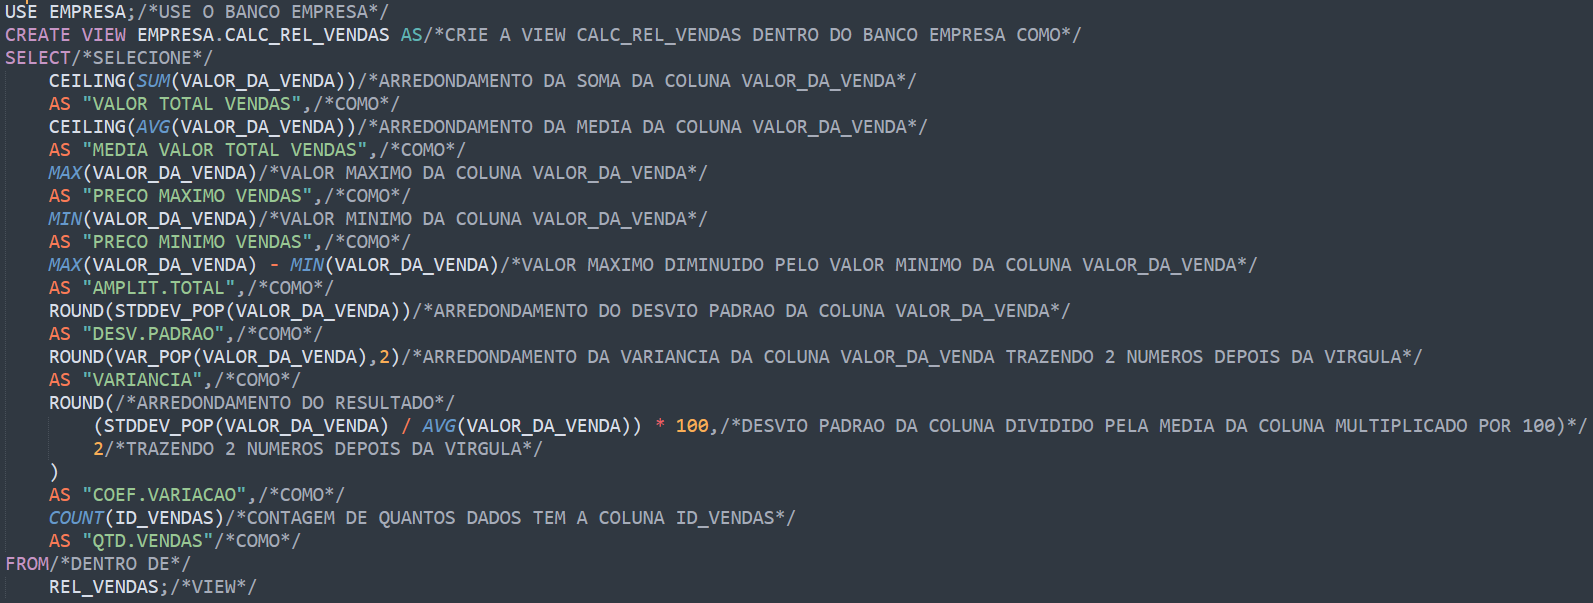 USE EMPRESA;/*USE O BANCO EMPRESA*/
CREATE VIEW EMPRESA.CALC_REL_VENDAS AS/*CRIE A VIEW CALC_REL_VENDAS DENTRO DO BANCO EMPRESA COMO*/
SELECT/*SELECIONE*/
    CEILING(SUM(VALOR_DA_VENDA))/*ARREDONDAMENTO DA SOMA DA COLUNA VALOR_DA_VENDA*/
    AS "VALOR TOTAL VENDAS",/*COMO*/
    CEILING(AVG(VALOR_DA_VENDA))/*ARREDONDAMENTO DA MEDIA DA COLUNA VALOR_DA_VENDA*/
    AS "MEDIA VALOR TOTAL VENDAS",/*COMO*/
    MAX(VALOR_DA_VENDA)/*VALOR MAXIMO DA COLUNA VALOR_DA_VENDA*/
    AS "PRECO MAXIMO VENDAS",/*COMO*/
    MIN(VALOR_DA_VENDA)/*VALOR MINIMO DA COLUNA VALOR_DA_VENDA*/
    AS "PRECO MINIMO VENDAS",/*COMO*/
    MAX(VALOR_DA_VENDA) - MIN(VALOR_DA_VENDA)/*VALOR MAXIMO DIMINUIDO PELO VALOR MINIMO DA COLUNA VALOR_DA_VENDA*/
    AS "AMPLIT.TOTAL",/*COMO*/
    ROUND(STDDEV_POP(VALOR_DA_VENDA))/*ARREDONDAMENTO DO DESVIO PADRAO DA COLUNA VALOR_DA_VENDA*/
    AS "DESV.PADRAO",/*COMO*/
    ROUND(VAR_POP(VALOR_DA_VENDA),2)/*ARREDONDAMENTO DA VARIANCIA DA COLUNA VALOR_DA_VENDA TRAZENDO 2 NUMEROS DEPOIS DA VIRGULA*/
    AS "VARIANCIA",/*COMO*/
    ROUND(/*ARREDONDAMENTO DO RESULTADO*/
        (STDDEV_POP(VALOR_DA_VENDA) / AVG(VALOR_DA_VENDA)) * 100,/*DESVIO PADRAO DA COLUNA DIVIDIDO PELA MEDIA DA COLUNA MULTIPLICADO POR 100)*/
        2/*TRAZENDO 2 NUMEROS DEPOIS DA VIRGULA*/
    )
    AS "COEF.VARIACAO",/*COMO*/
    COUNT(ID_VENDAS)/*CONTAGEM DE QUANTOS DADOS TEM A COLUNA ID_VENDAS*/
    AS "QTD.VENDAS"/*COMO*/
FROM/*DENTRO DE*/
    REL_VENDAS;/*VIEW*/